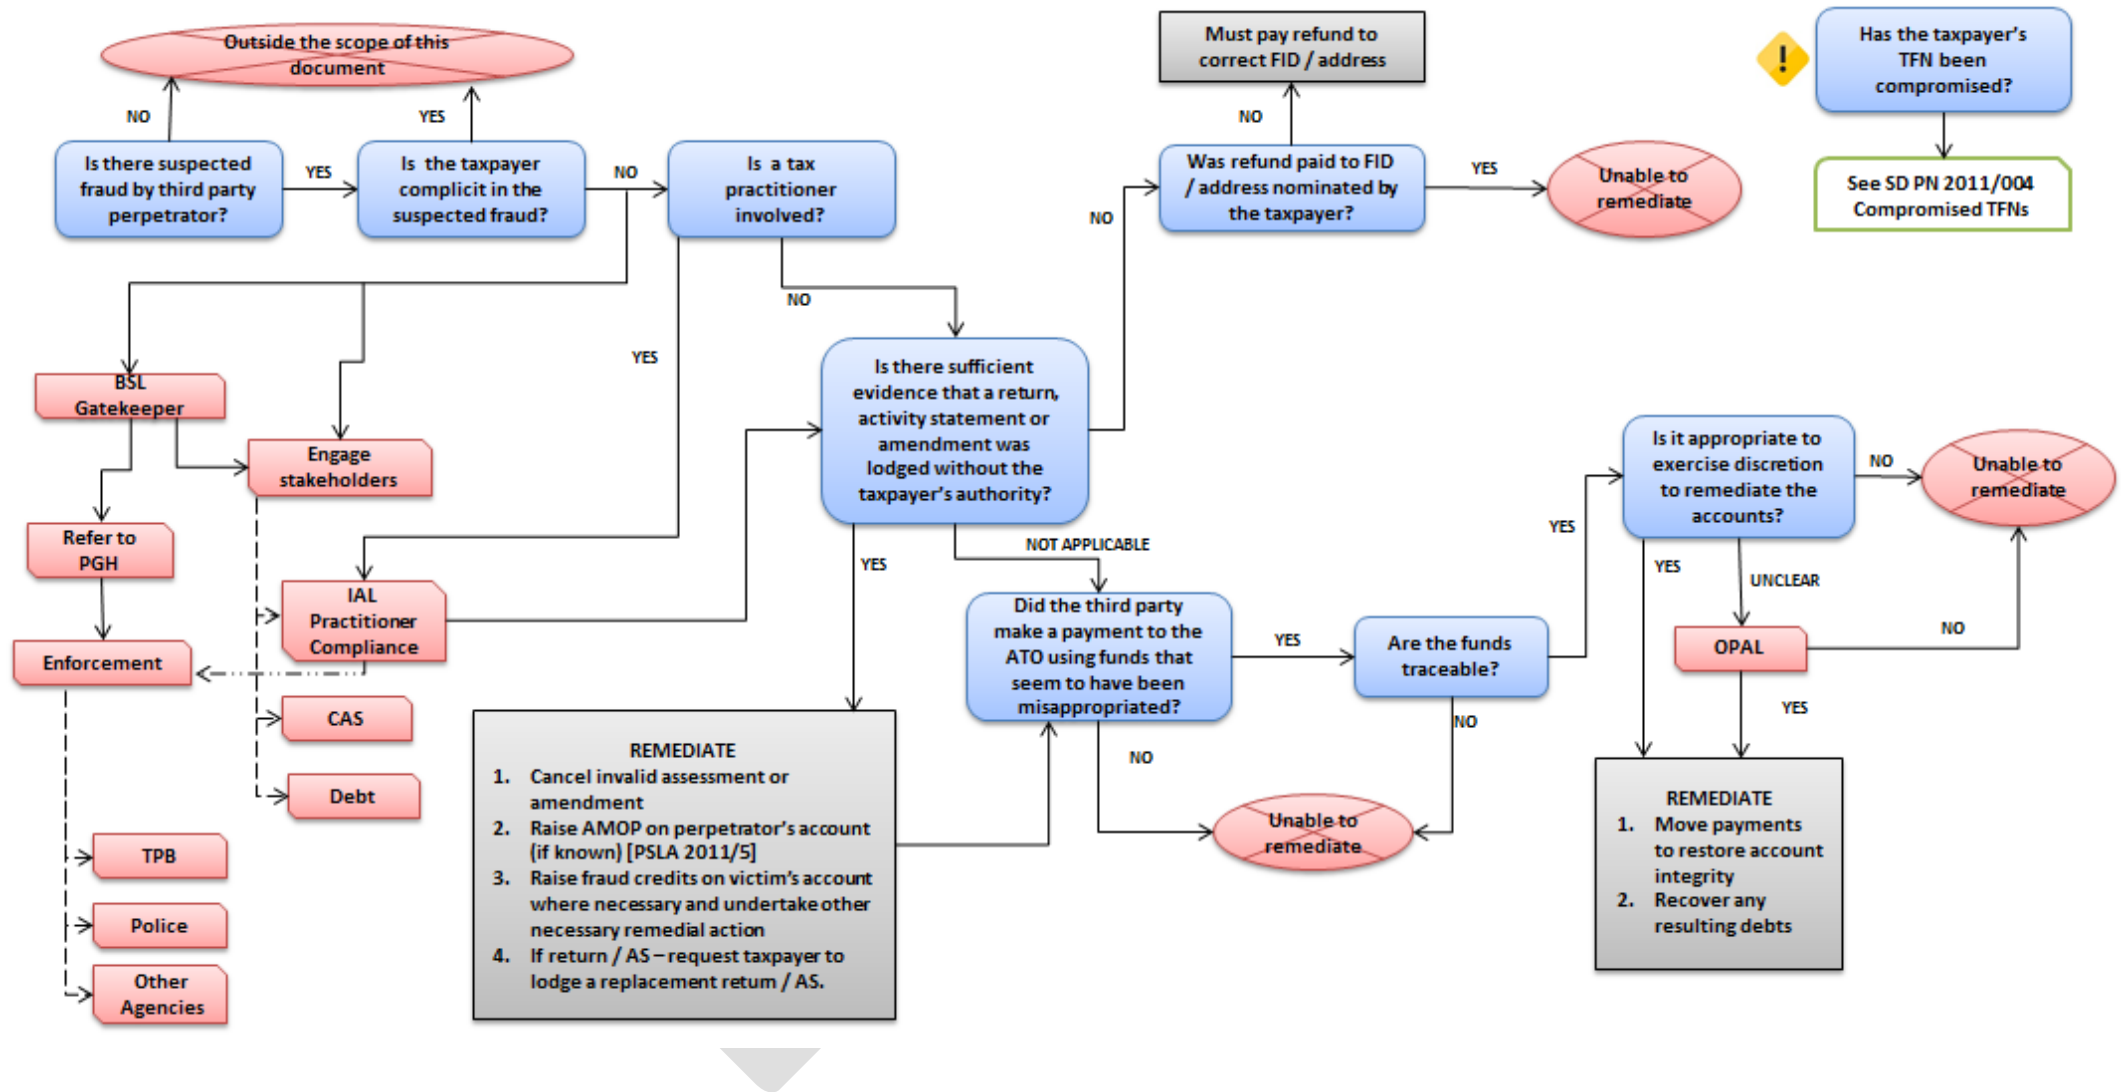 Outside the scope of this
document
Must pay refund to
correct FID / address
Has the taxpayer's
TFN been
compromised?
!
NO
YES
NO
Is there suspected
fraud by third party
perpetrator?
YES
Is the taxpayer
complicit in the
suspected fraud?
NO
Is a tax
practitioner
involved?
Was refund paid to FID
/ address nominated by
the taxpayer?
YES
Unable to
remediate
See SD PN 2011/004
Compromised TFNs
NO
NO
YES
BSL
Gatekeeper
Is there sufficient
evidence that a return,
activity statement or
amendment was
lodged without the
taxpayer's authority?
Engage
stakeholders
Is it appropriate to
exercise discretion
to remediate the
accounts?
NO
Unable to
remediate
Refer to
PGH
NOT APPLICABLE
YES
YES
YES
UNCLEAR
IAL
Practitioner
Compliance
Did the third party
make a payment to the
ATO using funds that
seem to have been
misappropriated?
YES
Are the funds
traceable?
OPAL
NO
Enforcement
CAS
NO
YES
NO
Debt
REMEDIATE
1. Cancel invalid assessment or
amendment
2. Raise AMOP on perpetrator's account
(if known) [PSLA 2011/5]
3. Raise fraud credits on victim's account
where necessary and undertake other
necessary remedial action
4. If return / AS – request taxpayer to
lodge a replacement return / AS.
Unable to
remediate
REMEDIATE
1. Move payments
to restore account
integrity
2. Recover any
resulting debts
TPB
Police
Other
Agencies